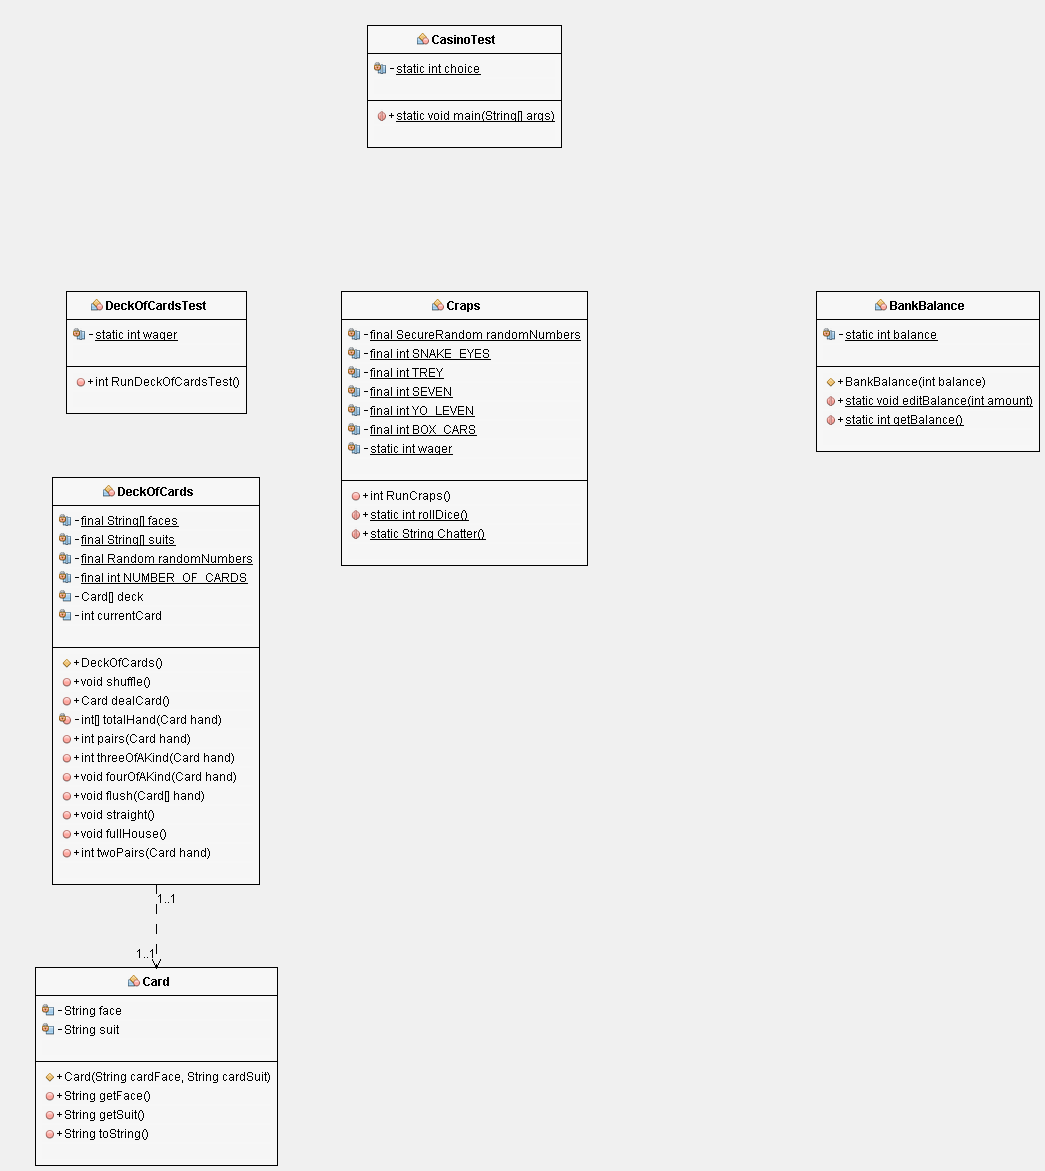 CasinoTest
- static int choice
+ static void main(String[] args)
DeckOfCardsTest
- static int wager
+ int RunDeckOfCardsTest()
Craps
- final SecureRandom randomNumbers
- final int SNAKE_EYES
- final int TREY
- final int SEVEN
- final int YO_LEVEN
- final int BOX_CARS
- static int wager
+ int RunCraps()
+ static int rollDice()
+ static String Chatter()
BankBalance
- static int balance
+ BankBalance(int balance)
+ static void editBalance(int amount)
+ static int getBalance()
DeckOfCards
- final String[] faces
- final String[] suits
- final Random randomNumbers
- final int NUMBER_OF_CARDS
- Card[] deck
- int currentCard
+ DeckOfCards()
+ void shuffle()
+ Card dealCard()
- int[] totalHand(Card hand)
+ int pairs(Card hand)
+ int threeOfAKind(Card hand)
+ void fourOfAKind(Card hand)
+ void flush(Card[] hand)
+ void straight()
+ void fullHouse()
+ int twoPairs(Card hand)
1..1
1..1
Card
- String face
- String suit
+ Card(String cardFace, String cardSuit)
+ String getFace()
+ String getSuit()
+ String toString()